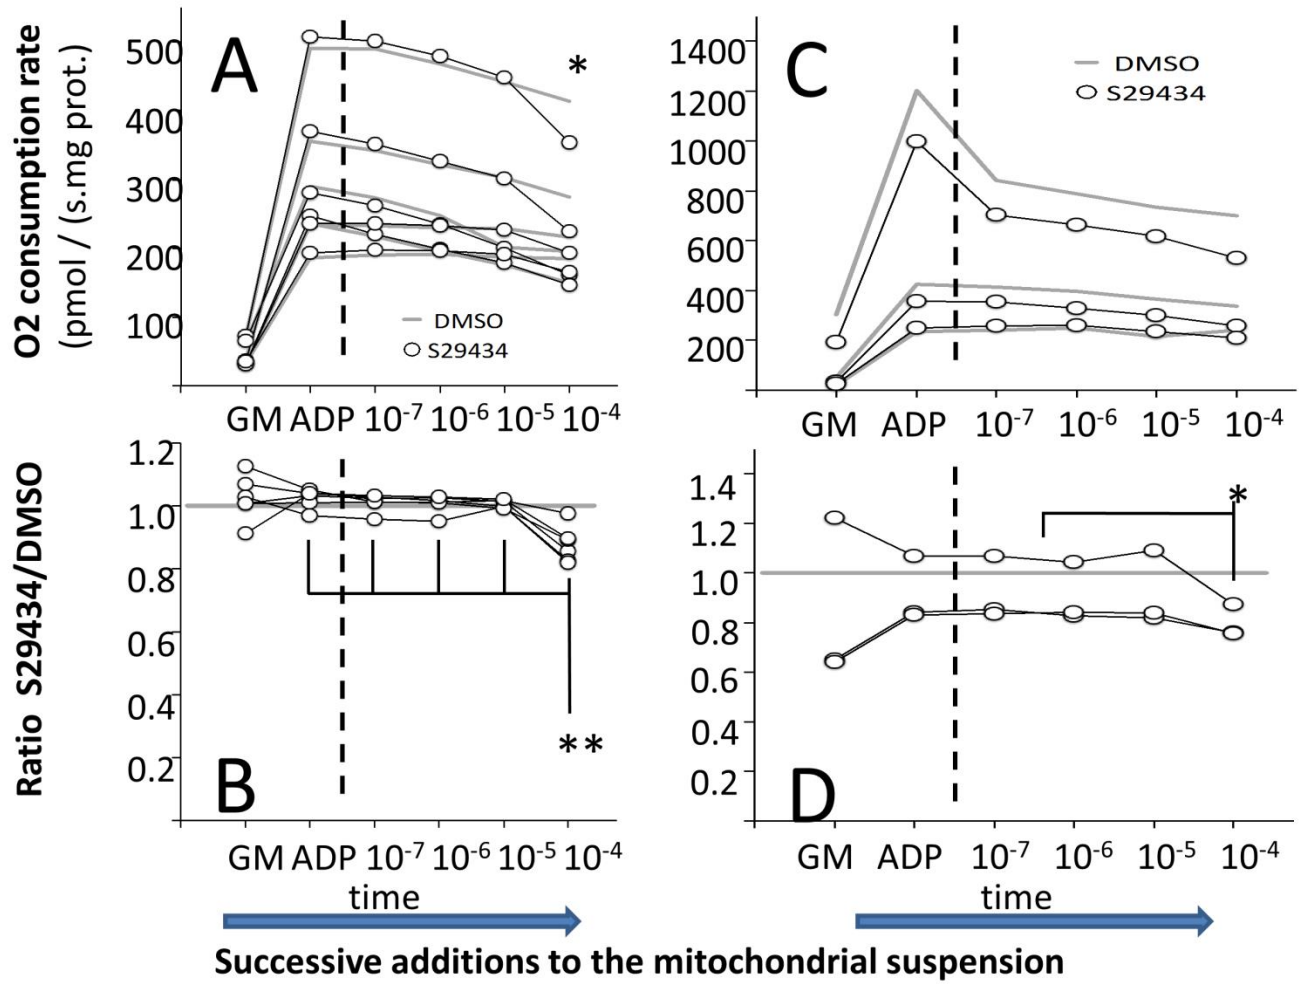 O2 consumption rate
(pmol / (s.mg prot.)
A
500
400
300
200
100
*
DMSO
S29434
GM ADP 10-7 10-6 10-5 10-4
C
1400
1200
1000
800
600
400
200
DMSO
S29434
GM ADP 10-7 10-6 10-5 10-4
Ratio S29434/DMSO
B
1.2
1.0
0.8
0.6
0.4
0.2
**
GM ADP 10-7 10-6 10-5 10-4
time
D
1.4
1.2
1.0
0.8
0.6
0.4
0.2
*
GM ADP 10-7 10-6 10-5 10-4
time
Successive additions to the mitochondrial suspension